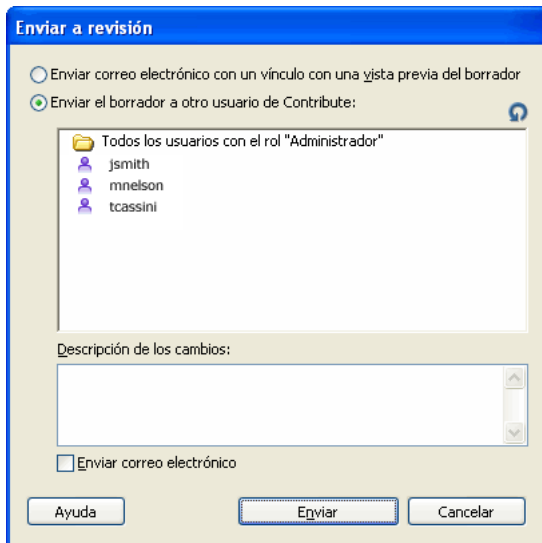 Enviar a revisión
Enviar correo electrónico con un vínculo con una vista previa del borrador
Enviar el borrador a otro usuario de Contribute:
Todos los usuarios con el rol "Administrador"
jsmith
mnelson
tcassini
Descripción de los cambios:
Enviar correo electrónico
Ayuda
Enviar
Cancelar